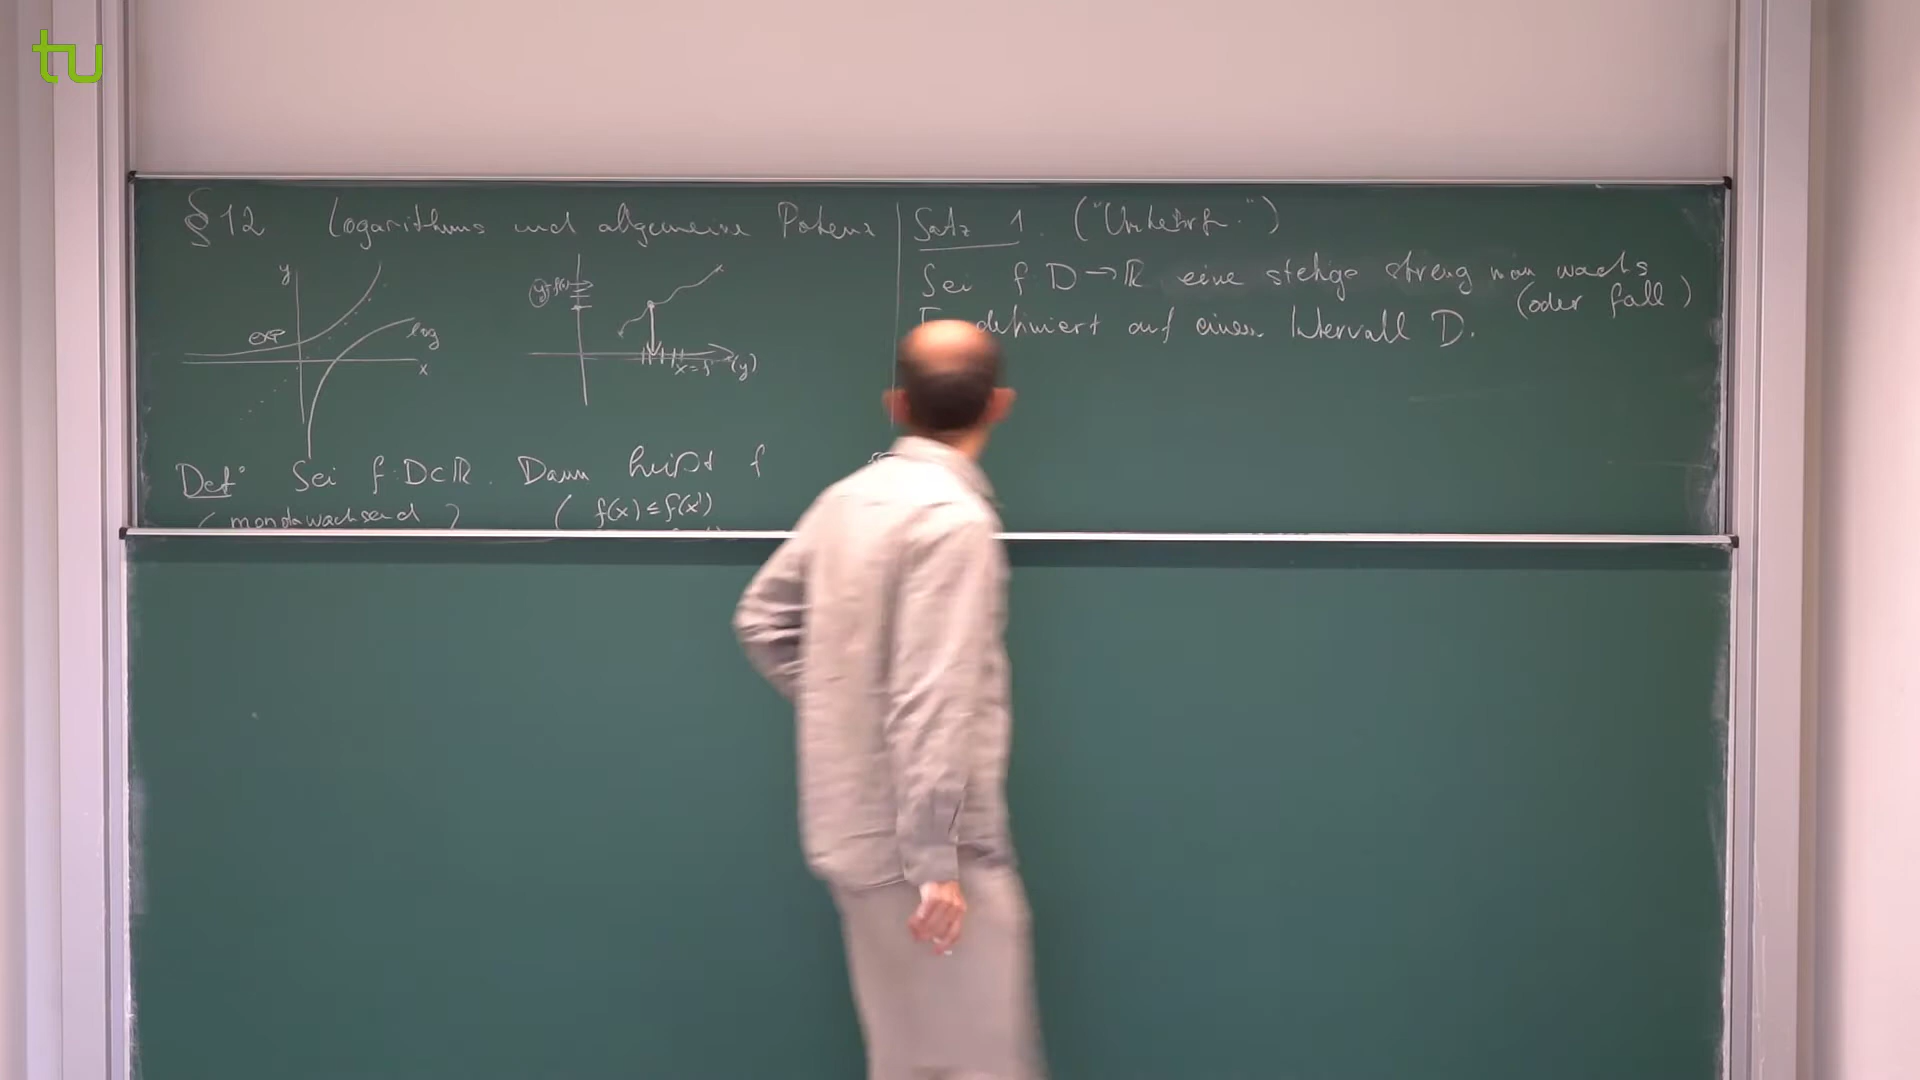 tu
§12 Logarithmus und allgemeine Potenz
y
exp
log
x
y=f(x)
x=f⁻¹(y)
Def: Sei f:D⊂ℝ. Dann heißt f
monoton wachsend
f(x)≤f(x')
Satz 1. ("Umkehrf.")
Sei f:D→ℝ eine stetige streng mon wachs
(oder fall)
definiert auf einem Intervall D.